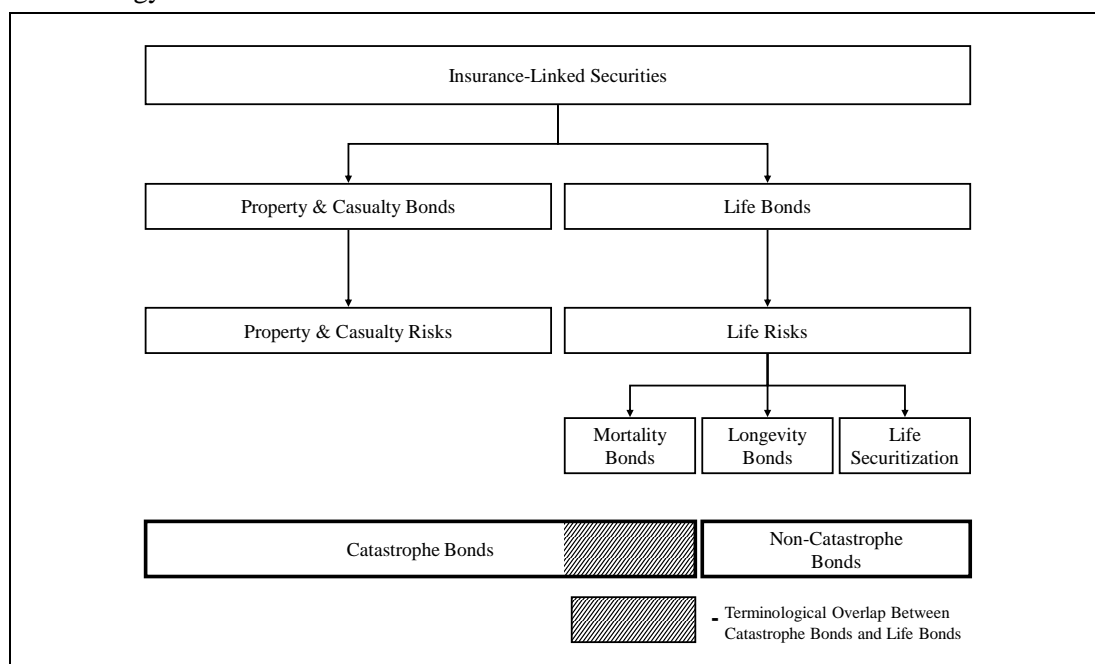 Insurance-Linked Securities
Property & Casualty Bonds
Life Bonds
Property & Casualty Risks
Life Risks
Mortality
Bonds
Longevity
Bonds
Life
Securitization
Catastrophe Bonds
Non-Catastrophe
Bonds
- Terminological Overlap Between
Catastrophe Bonds and Life Bonds